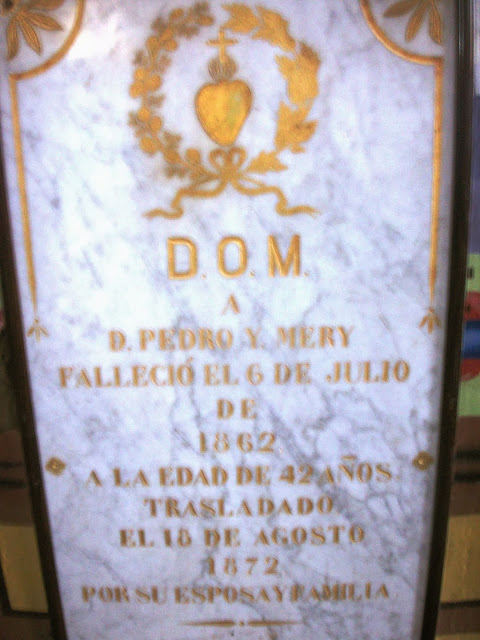 D.O.M.
A
D. PEDRO Y. MERY
FALLECIÓ EL 6 DE JULIO
DE
1862.
A LA EDAD DE 42 AÑOS.
TRASLADADO.
EL 18 DE AGOSTO
1872.
POR SU ESPOSA Y FAMILIA.